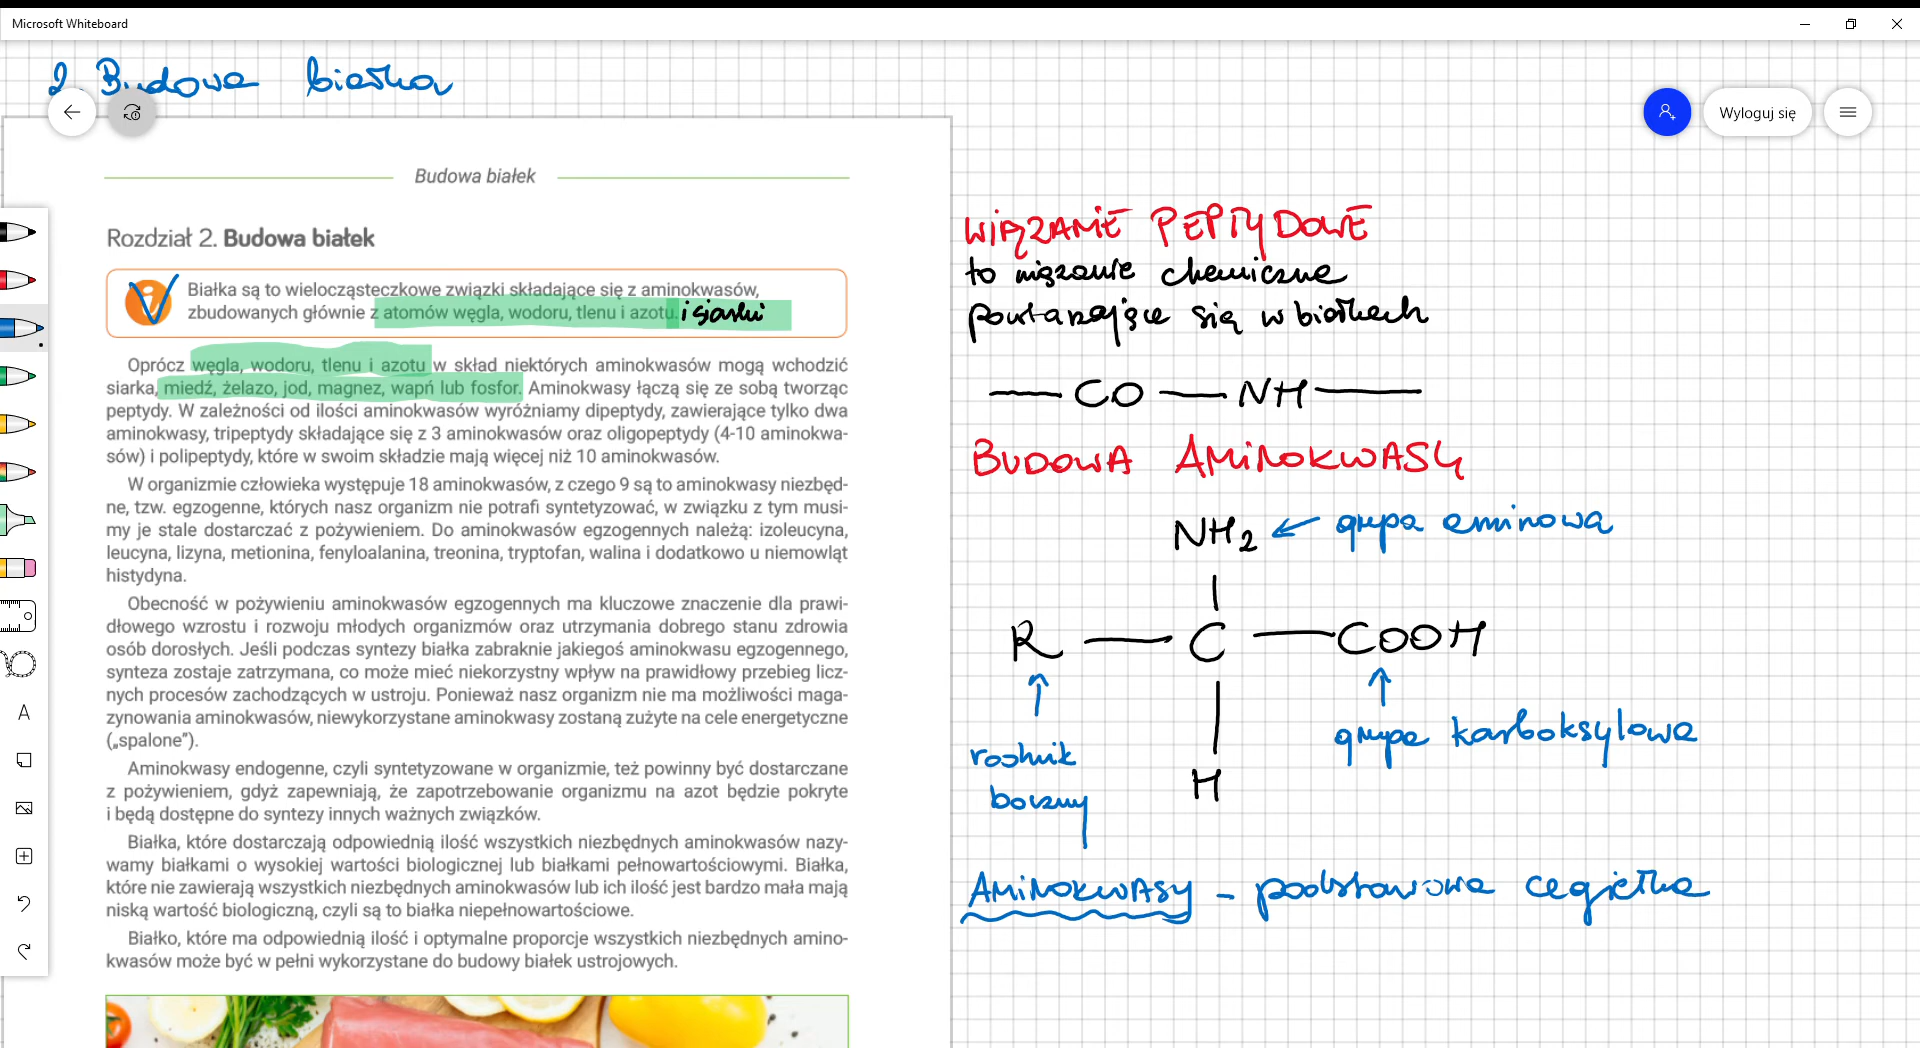 Microsoft Whiteboard
2. Budowa białka
Wyloguj się
Budowa białek
Rozdział 2. Budowa białek
Białka są to wielocząsteczkowe związki składające się z aminokwasów,
zbudowanych głównie z atomów węgla, wodoru, tlenu i azotu. i siarki
Oprócz węgla, wodoru, tlenu i azotu w skład niektórych aminokwasów mogą wchodzić
siarka, miedź, żelazo, jod, magnez, wapń lub fosfor. Aminokwasy łączą się ze sobą tworząc
peptydy. W zależności od ilości aminokwasów wyróżniamy dipeptydy, zawierające tylko dwa
aminokwasy, tripeptydy składające się z 3 aminokwasów oraz oligopeptydy (4-10 aminokwa-
sów) i polipeptydy, które w swoim składzie mają więcej niż 10 aminokwasów.
W organizmie człowieka występuje 18 aminokwasów, z czego 9 są to aminokwasy niezbęd-
ne, tzw. egzogenne, których nasz organizm nie potrafi syntetyzować, w związku z tym musi-
my je stale dostarczać z pożywieniem. Do aminokwasów egzogennych należą: izoleucyna,
leucyna, lizyna, metionina, fenyloalanina, treonina, tryptofan, walina i dodatkowo u niemowląt
histydyna.
Obecność w pożywieniu aminokwasów egzogennych ma kluczowe znaczenie dla prawi-
dłowego wzrostu i rozwoju młodych organizmów oraz utrzymania dobrego stanu zdrowia
osób dorosłych. Jeśli podczas syntezy białka zabraknie jakiegoś aminokwasu egzogennego,
synteza zostaje zatrzymana, co może mieć niekorzystny wpływ na prawidłowy przebieg licz-
nych procesów zachodzących w ustroju. Ponieważ nasz organizm nie ma możliwości maga-
zynowania aminokwasów, niewykorzystane aminokwasy zostaną zużyte na cele energetyczne
(„spalone”).
Aminokwasy endogenne, czyli syntetyzowane w organizmie, też powinny być dostarczane
z pożywieniem, gdyż zapewniają, że zapotrzebowanie organizmu na azot będzie pokryte
i będą dostępne do syntezy innych ważnych związków.
Białka, które dostarczają odpowiednią ilość wszystkich niezbędnych aminokwasów nazy-
wamy białkami o wysokiej wartości biologicznej lub białkami pełnowartościowymi. Białka,
które nie zawierają wszystkich niezbędnych aminokwasów lub ich ilość jest bardzo mała mają
niską wartość biologiczną, czyli są to białka niepełnowartościowe.
Białko, które ma odpowiednią ilość i optymalne proporcje wszystkich niezbędnych amino-
kwasów może być w pełni wykorzystane do budowy białek ustrojowych.
WIĄZANIE PEPTYDOWE
to wiązanie chemiczne
powtarzające się w białkach
— CO — NH —
BUDOWA AMINOKWASU
NH2 ← grupa aminowa
R — C — COOH
grupa karboksylowa
rodnik
boczny
H
AMINOKWASY - podstawowa cegiełka